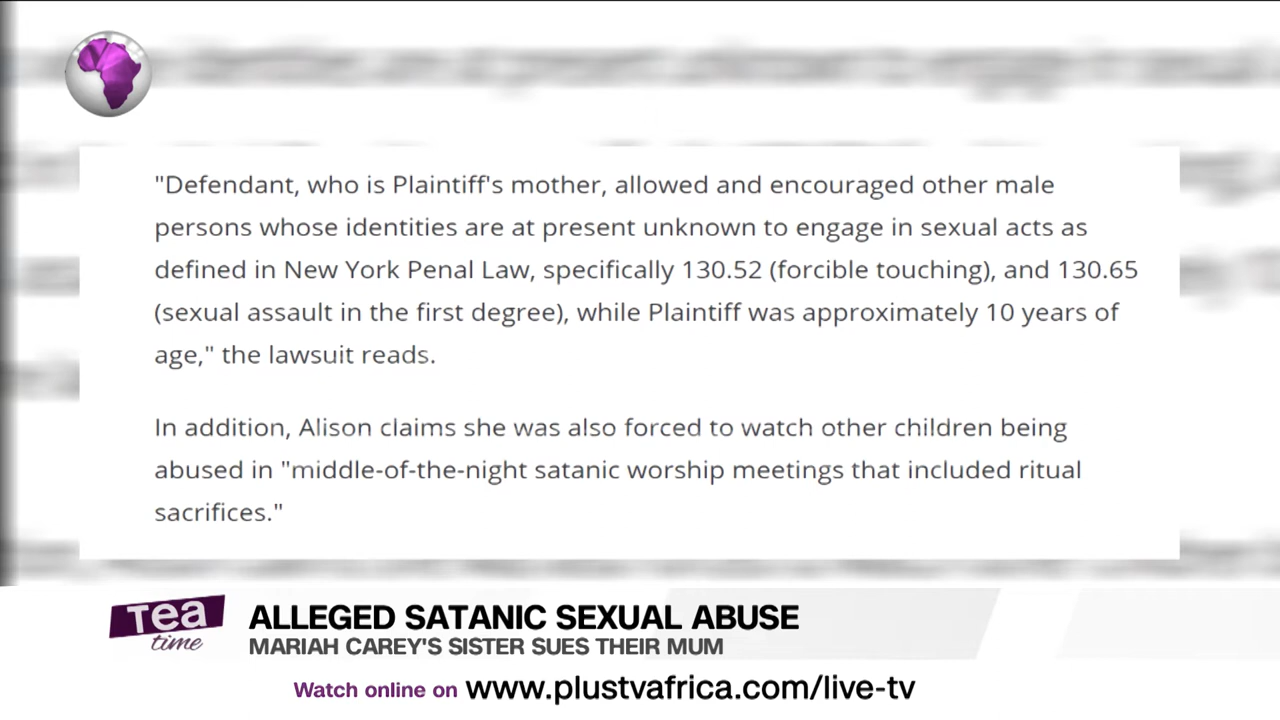 "Defendant, who is Plaintiff's mother, allowed and encouraged other male
persons whose identities are at present unknown to engage in sexual acts as
defined in New York Penal Law, specifically 130.52 (forcible touching), and 130.65
(sexual assault in the first degree), while Plaintiff was approximately 10 years of
age," the lawsuit reads.
In addition, Alison claims she was also forced to watch other children being
abused in "middle-of-the-night satanic worship meetings that included ritual
sacrifices."
Tea
time
ALLEGED SATANIC SEXUAL ABUSE
MARIAH CAREY'S SISTER SUES THEIR MUM
Watch online on www.plustvafrica.com/live-tv